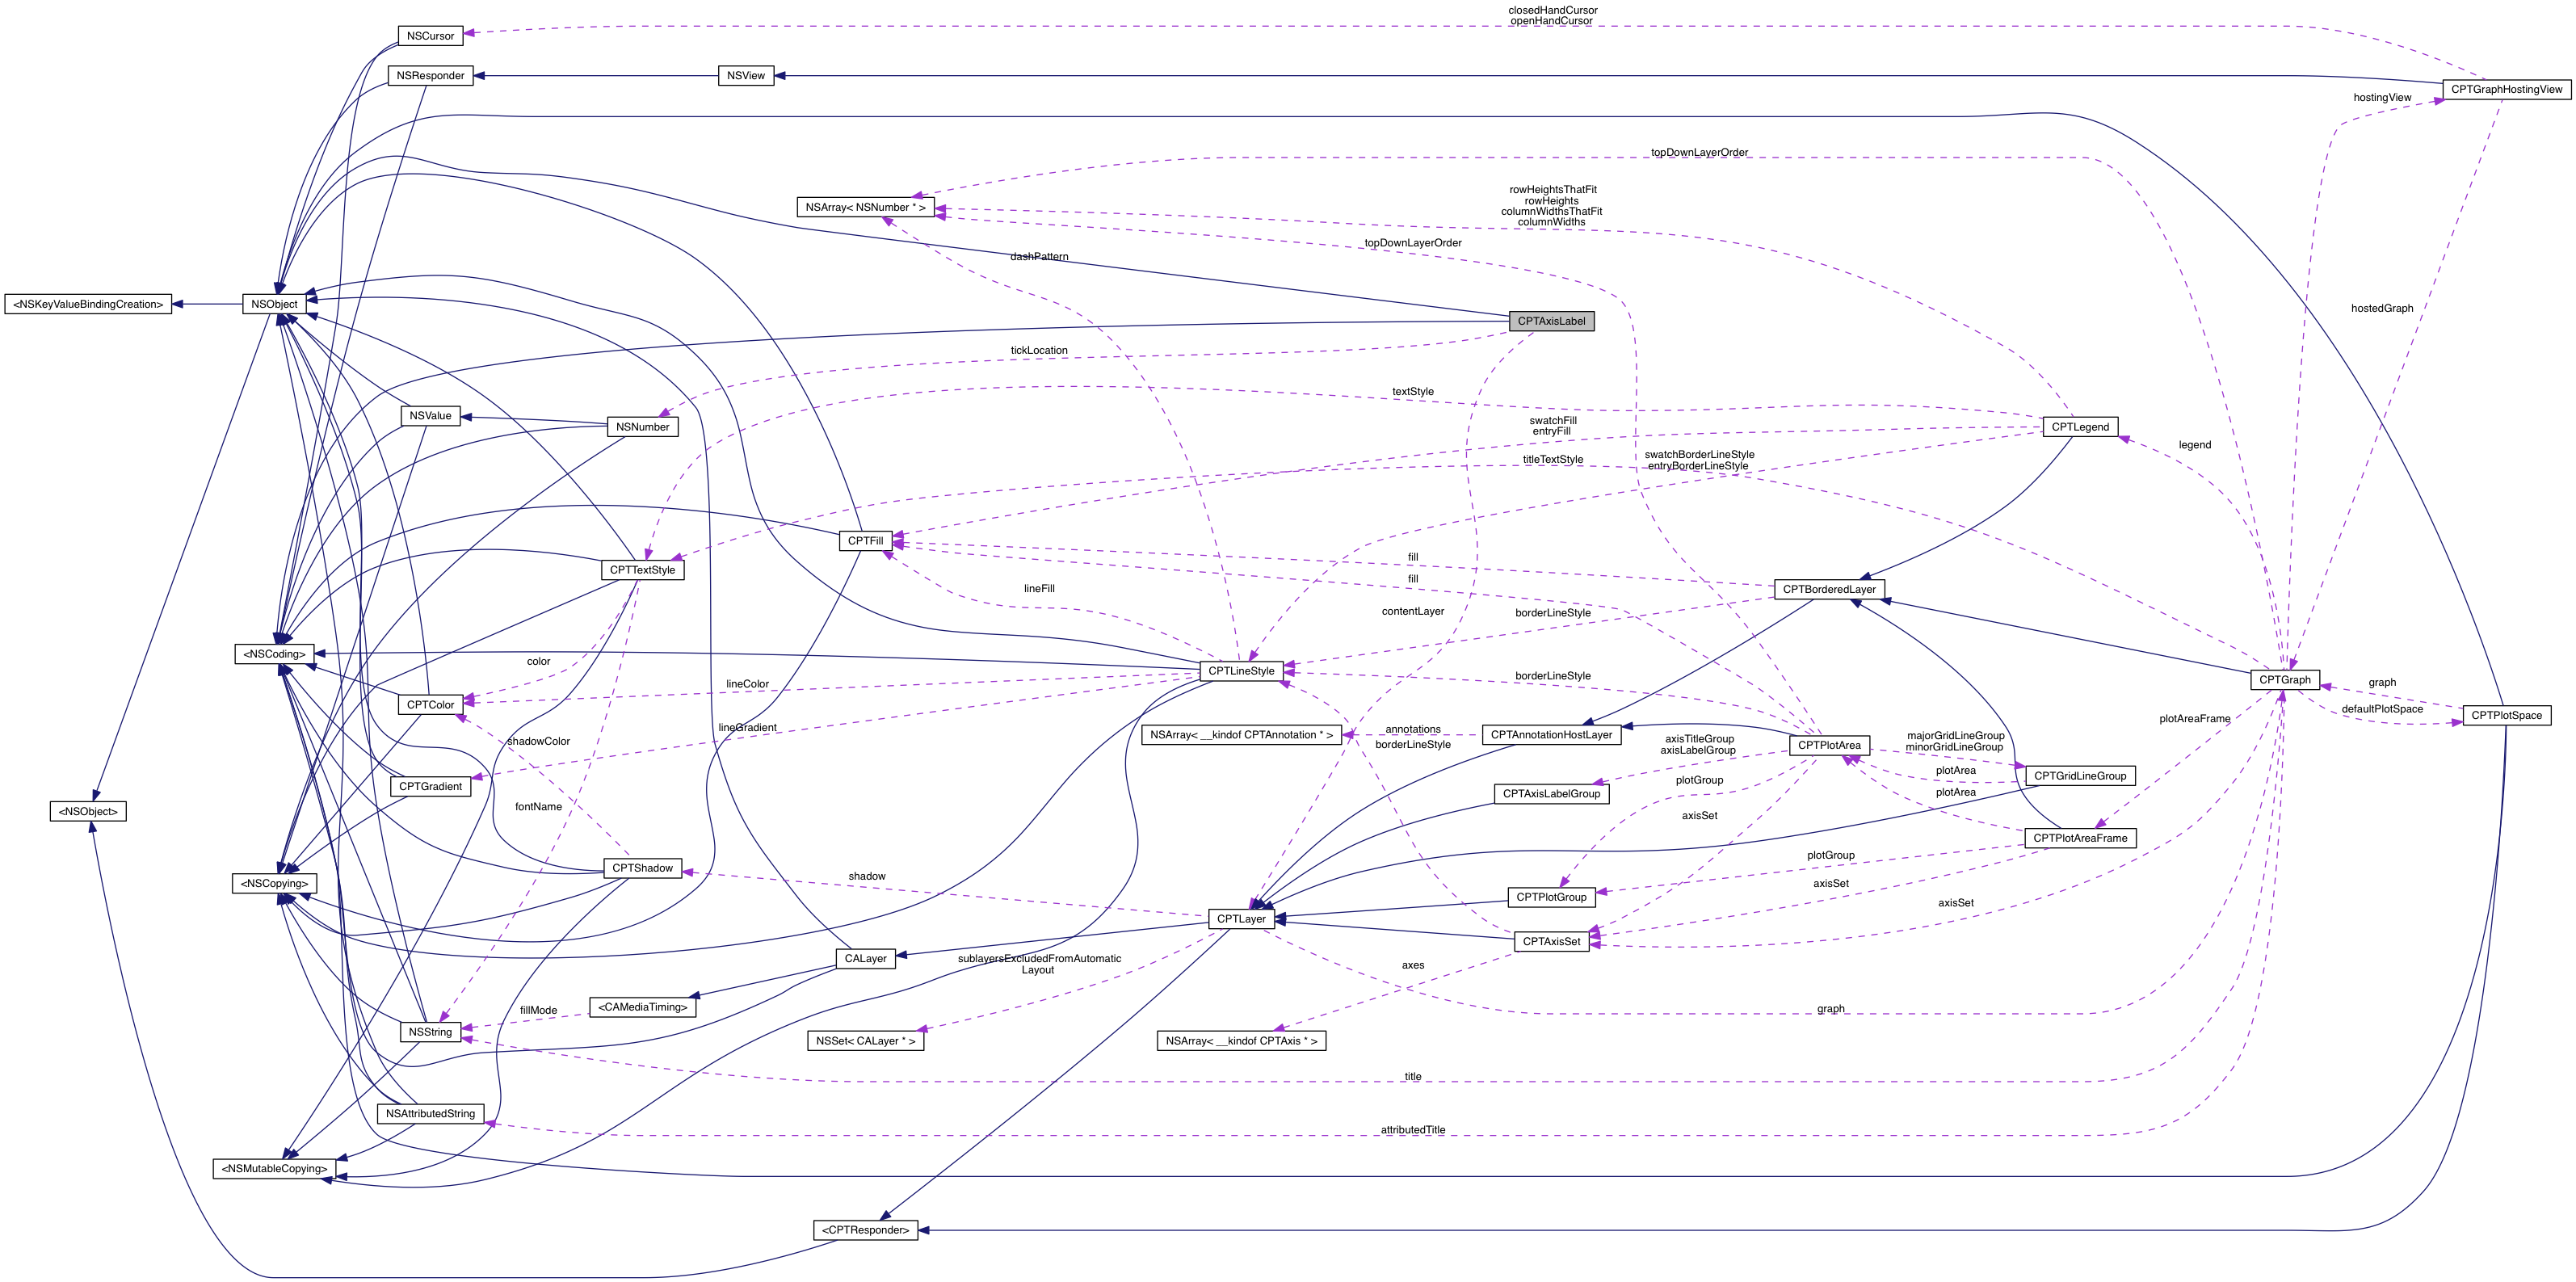 closedHandCursor
openHandCursor
NSCursor
NSResponder
NSView
CPTGraphHostingView
hostingView
topDownLayerOrder
rowHeightsThatFit
rowHeights
columnWidthsThatFit
columnWidths
NSArray< NSNumber * >
topDownLayerOrder
dashPattern
<NSKeyValueBindingCreation>
NSObject
hostedGraph
CPTAxisLabel
tickLocation
textStyle
NSValue
NSNumber
swatchFill
entryFill
CPTLegend
legend
titleTextStyle
swatchBorderLineStyle
entryBorderLineStyle
CPTFill
fill
CPTTextStyle
fill
lineFill
contentLayer
borderLineStyle
CPTBorderedLayer
<NSCoding>
color
CPTLineStyle
borderLineStyle
lineColor
CPTGraph
graph
defaultPlotSpace
CPTPlotSpace
CPTColor
plotAreaFrame
lineGradient
shadowColor
NSArray< __kindof CPTAnnotation * >
annotations
borderLineStyle
CPTAnnotationHostLayer
axisTitleGroup
axisLabelGroup
CPTPlotArea
majorGridLineGroup
minorGridLineGroup
plotArea
CPTGridLineGroup
plotGroup
CPTGradient
plotArea
CPTAxisLabelGroup
<NSObject>
fontName
axisSet
CPTPlotAreaFrame
plotGroup
CPTShadow
shadow
<NSCopying>
axisSet
CPTPlotGroup
axisSet
CPTLayer
CPTAxisSet
CALayer
sublayersExcludedFromAutomatic
Layout
axes
<CAMediaTiming>
fillMode
graph
NSString
NSSet< CALayer * >
NSArray< __kindof CPTAxis * >
title
NSAttributedString
attributedTitle
<NSMutableCopying>
<CPTResponder>